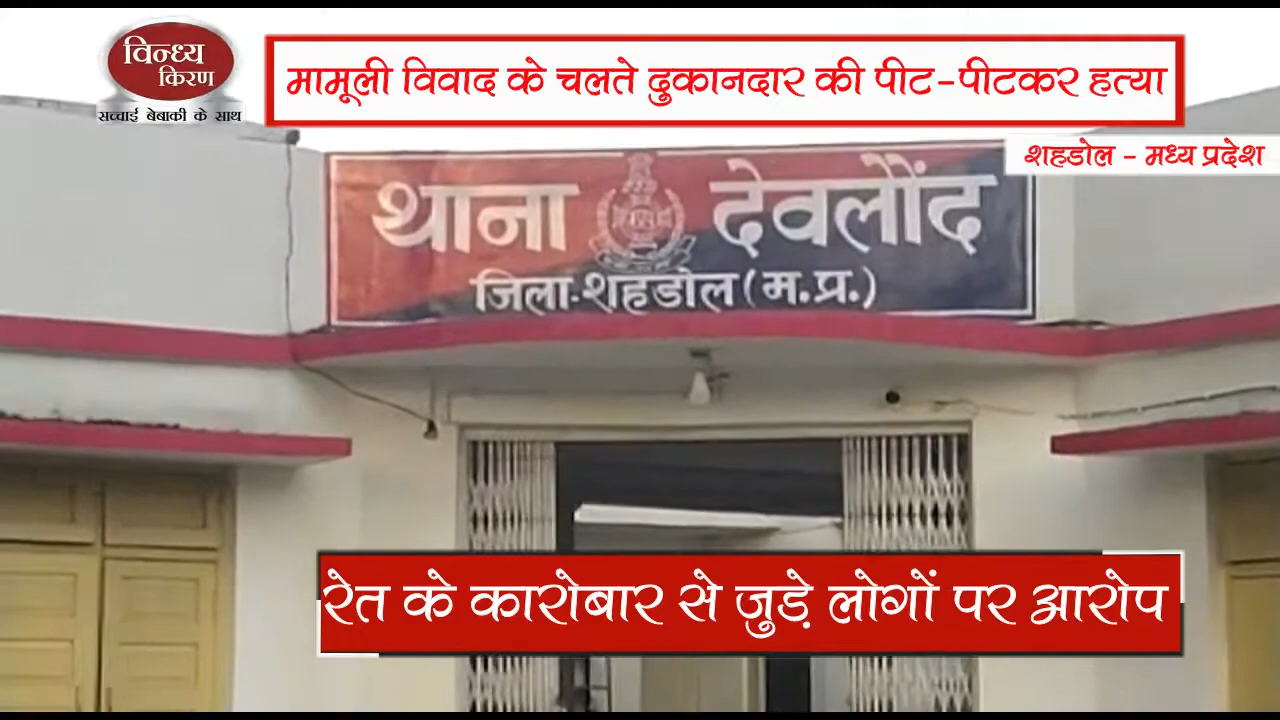 विन्ध्य
किरण
सच्चाई बेबाकी के साथ
मामूली विवाद के चलते दुकानदार की पीट-पीटकर हत्या
शहडोल - मध्य प्रदेश
थाना देवलौंद
जिला-शहडोल (म.प्र.)
रेत के कारोबार से जुड़े लोगों पर आरोप